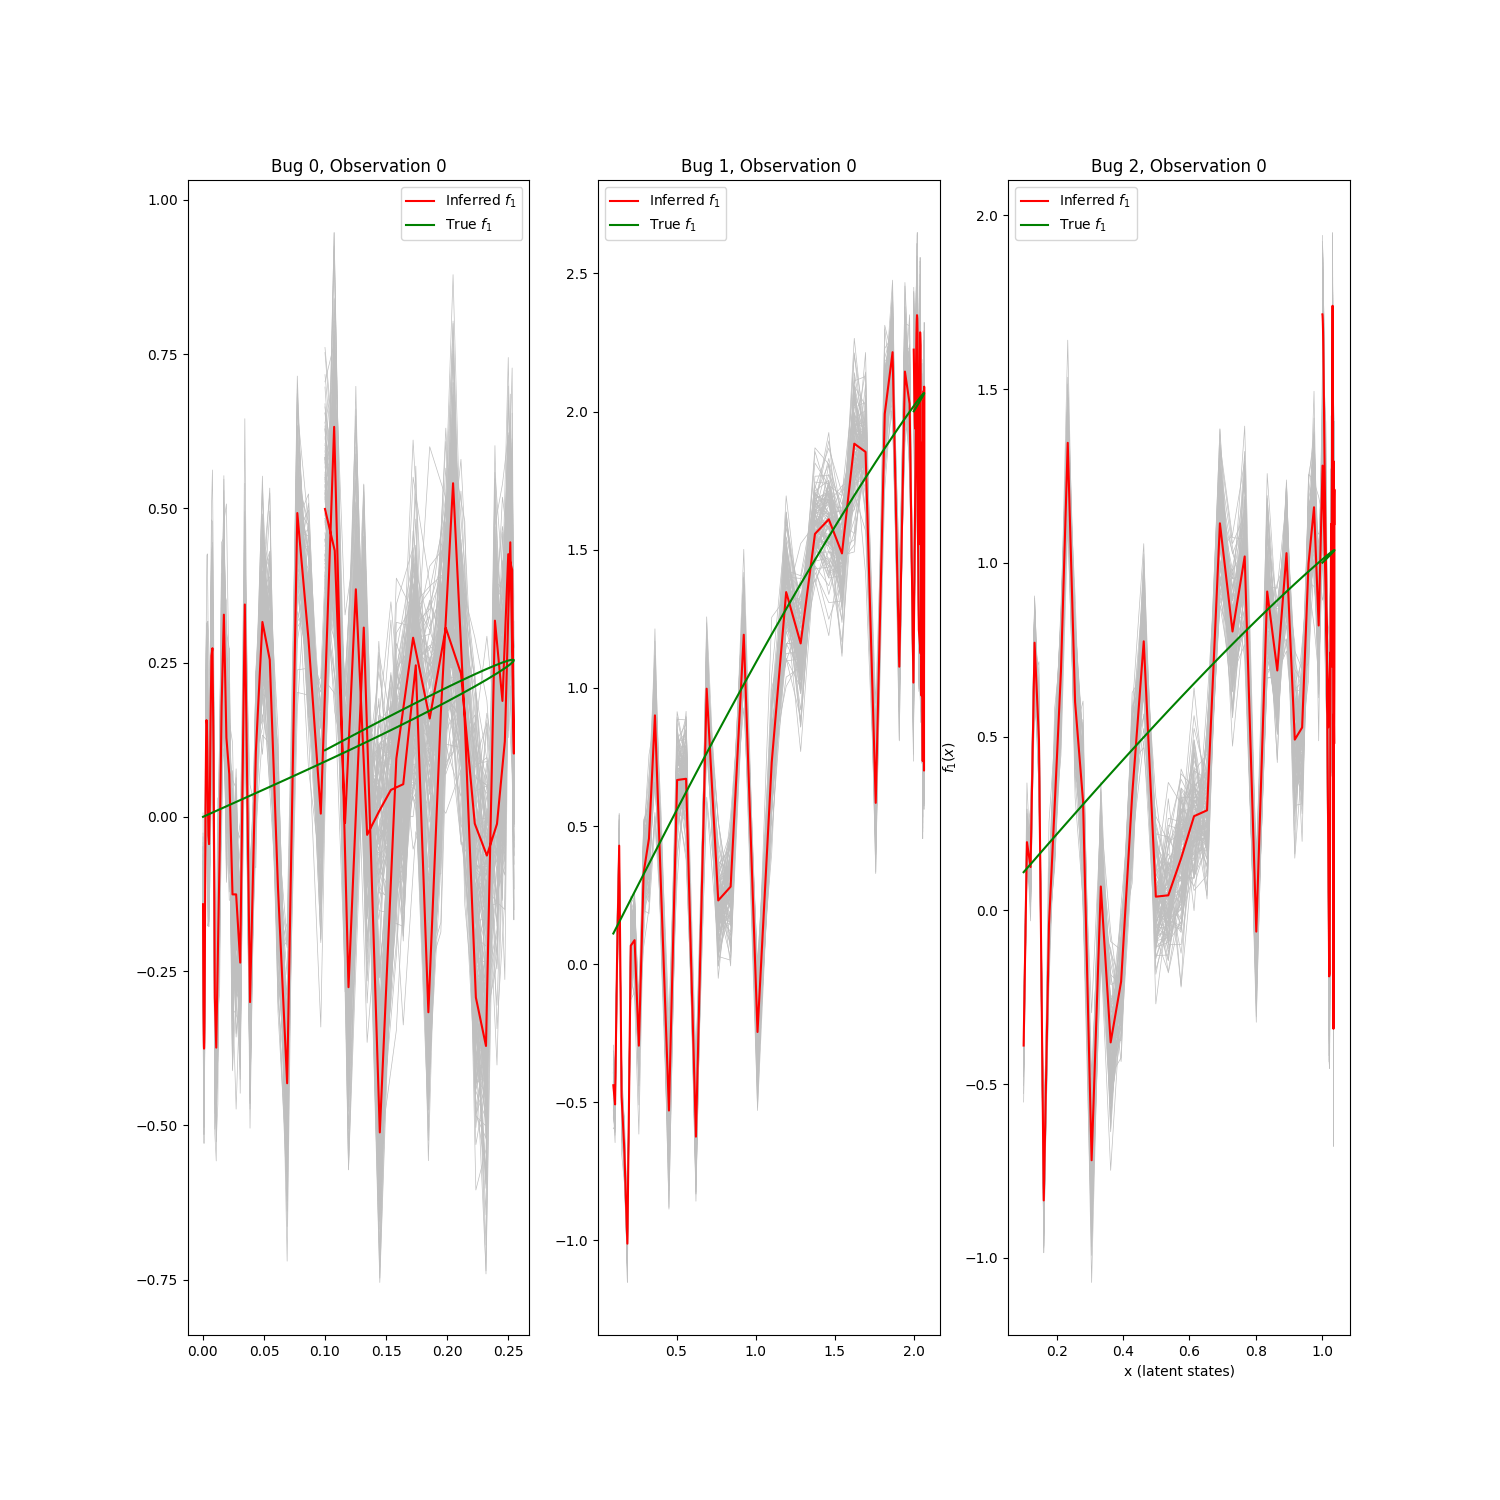 Bug 0, Observation 0
Inferred f₁
True f₁
1.00
0.75
0.50
0.25
0.00
−0.25
−0.50
−0.75
0.00 0.05 0.10 0.15 0.20 0.25
Bug 1, Observation 0
Inferred f₁
True f₁
2.5
2.0
1.5
1.0
0.5
0.0
−0.5
−1.0
0.5 1.0 1.5 2.0
Bug 2, Observation 0
Inferred f₁
True f₁
f₁(x)
2.0
1.5
1.0
0.5
0.0
−0.5
−1.0
0.2 0.4 0.6 0.8 1.0
x (latent states)